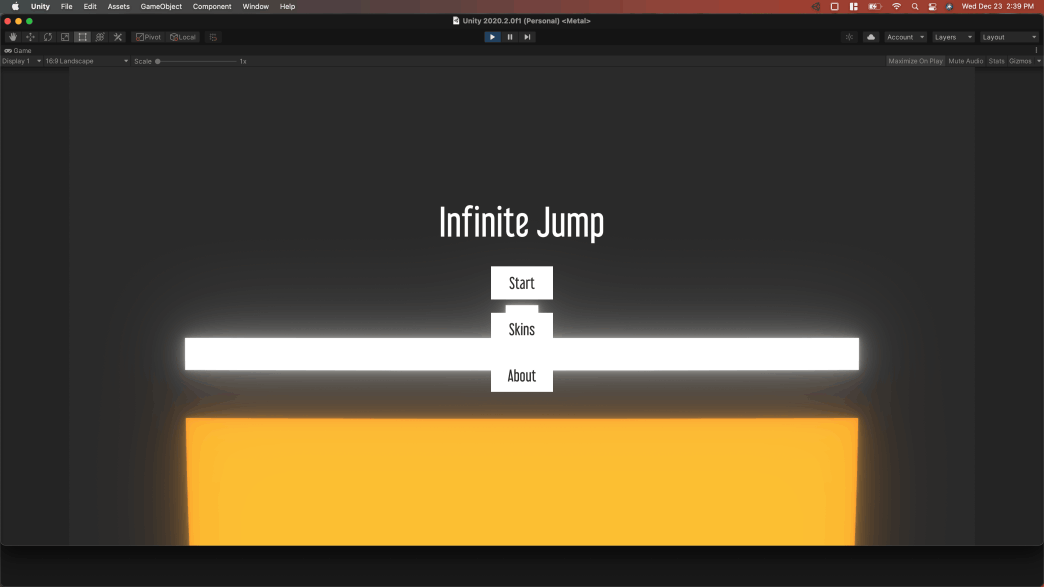 Unity File Edit Assets GameObject Component Window Help Wed Dec 23 2:39 PM
Unity 2020.2.0f1 (Personal) <Metal>
Pivot Local Account Layers Layout
Game
Display 1 16:9 Landscape Scale 1x Maximize On Play Mute Audio Stats Gizmos
Infinite Jump
Start
Skins
About